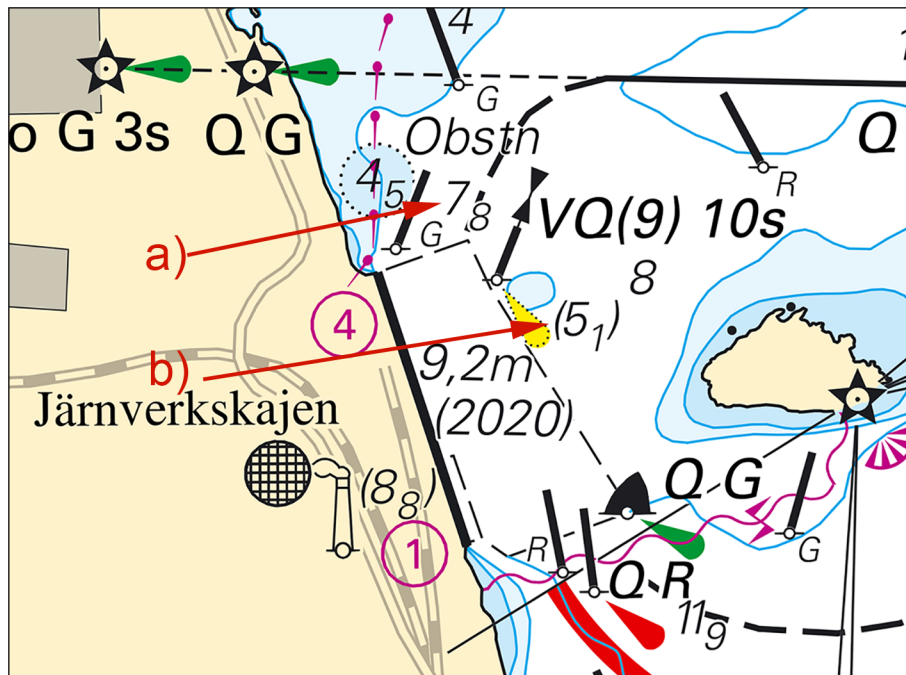 4
G
o G 3s
Q G
Obstn
Q
R
4₅
7₈
G
a)
VQ(9) 10s
8
4
(5₁)
b)
9,2m
(2020)
Järnverkskajen
(8₈)
Q G
1
R
G
Q R
11₉